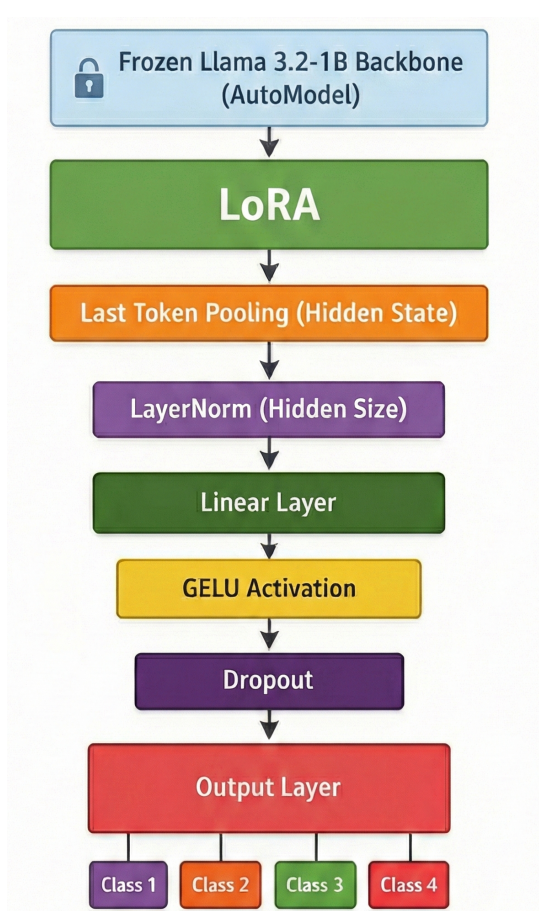 Frozen Llama 3.2-1B Backbone
(AutoModel)
LoRA
Last Token Pooling (Hidden State)
LayerNorm (Hidden Size)
Linear Layer
GELU Activation
Dropout
Output Layer
Class 1 Class 2 Class 3 Class 4